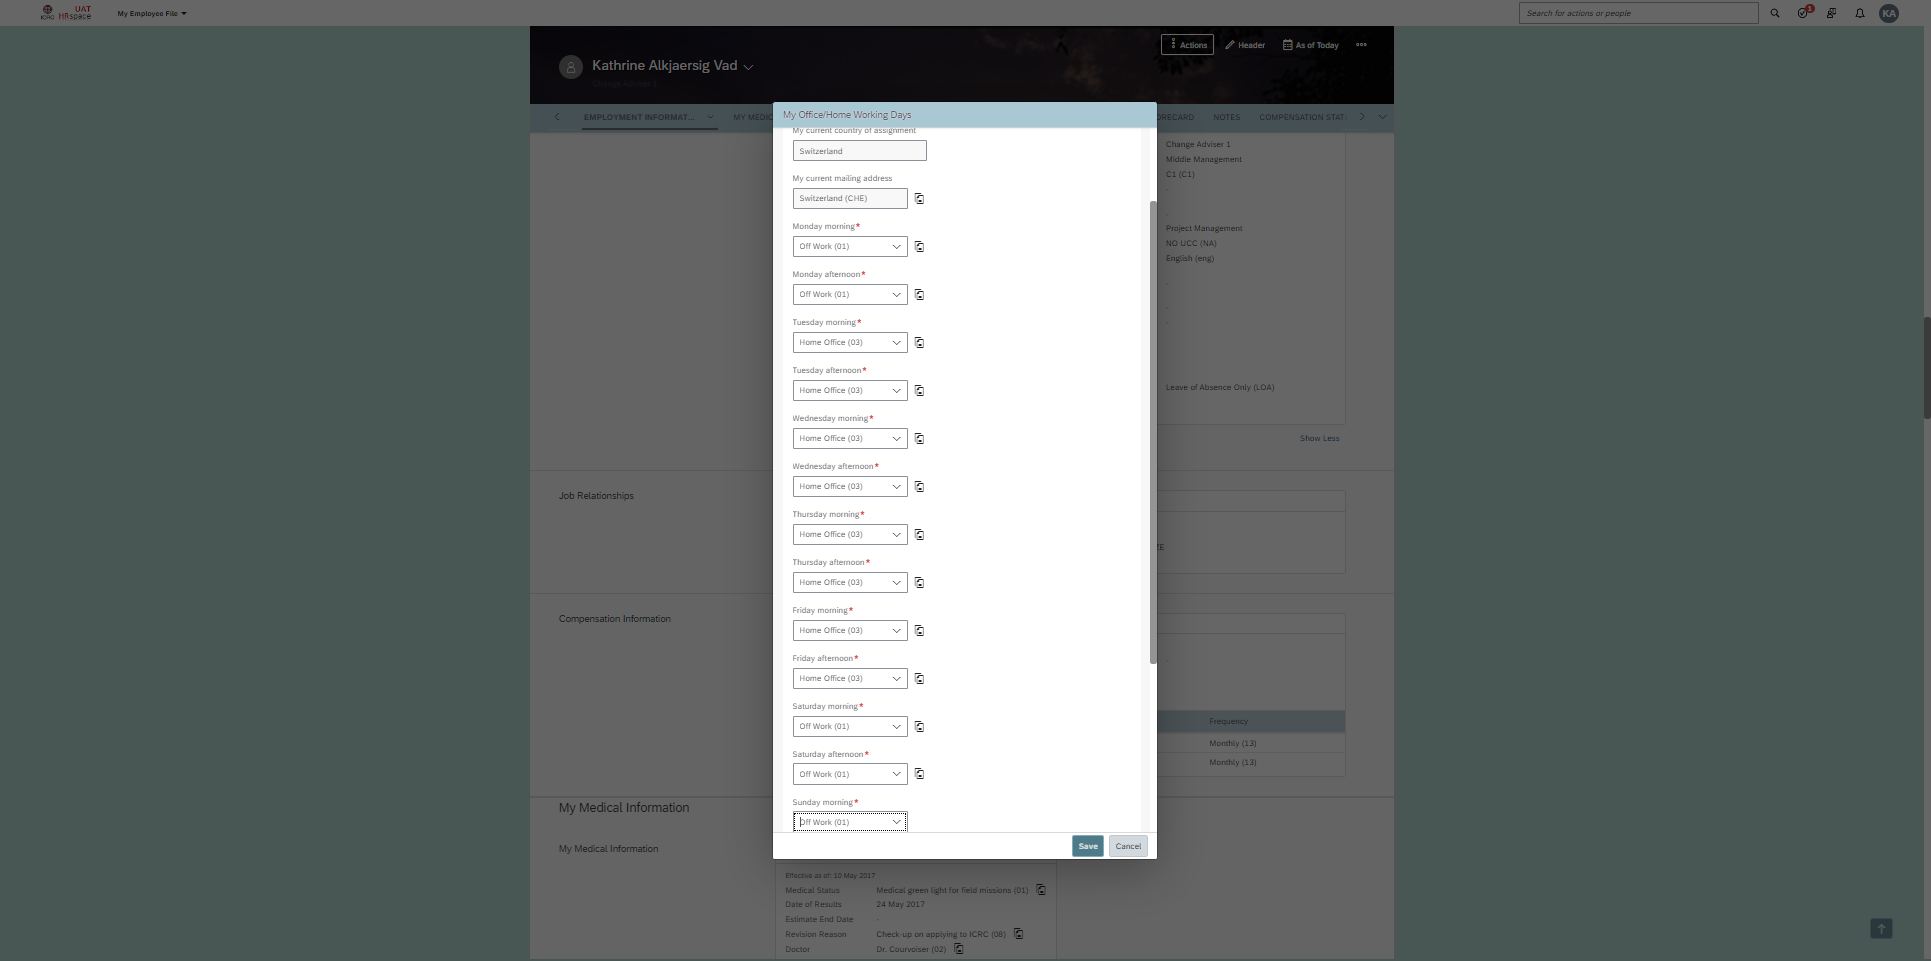 ICRC
UAT
HRspace
My Employee File
Search for actions or people
1
KA
Actions
Header
As of Today
Kathrine Alkjaersig Vad
Change Adviser 1
EMPLOYMENT INFORMAT...
MY MEDIC
ORECARD
NOTES
COMPENSATION STAT
My Office/Home Working Days
My current country of assignment
Switzerland
My current mailing address
Switzerland (CHE)
Monday morning*
Off Work (01)
Monday afternoon*
Off Work (01)
Tuesday morning*
Home Office (03)
Tuesday afternoon*
Home Office (03)
Wednesday morning*
Home Office (03)
Wednesday afternoon*
Home Office (03)
Thursday morning*
Home Office (03)
Thursday afternoon*
Home Office (03)
Friday morning*
Home Office (03)
Friday afternoon*
Home Office (03)
Saturday morning*
Off Work (01)
Saturday afternoon*
Off Work (01)
Sunday morning*
Off Work (01)
Save
Cancel
Change Adviser 1
Middle Management
C1 (C1)
-
Project Management
NO UCC (NA)
English (eng)
-
-
-
Leave of Absence Only (LOA)
Show Less
Job Relationships
ZE
Compensation Information
Frequency
Monthly (13)
Monthly (13)
My Medical Information
My Medical Information
Effective as of: 10 May 2017
Medical Status Medical green light for field missions (01)
Date of Results 24 May 2017
Estimate End Date -
Revision Reason Check-up on applying to ICRC (08)
Doctor Dr. Courvoiser (02)